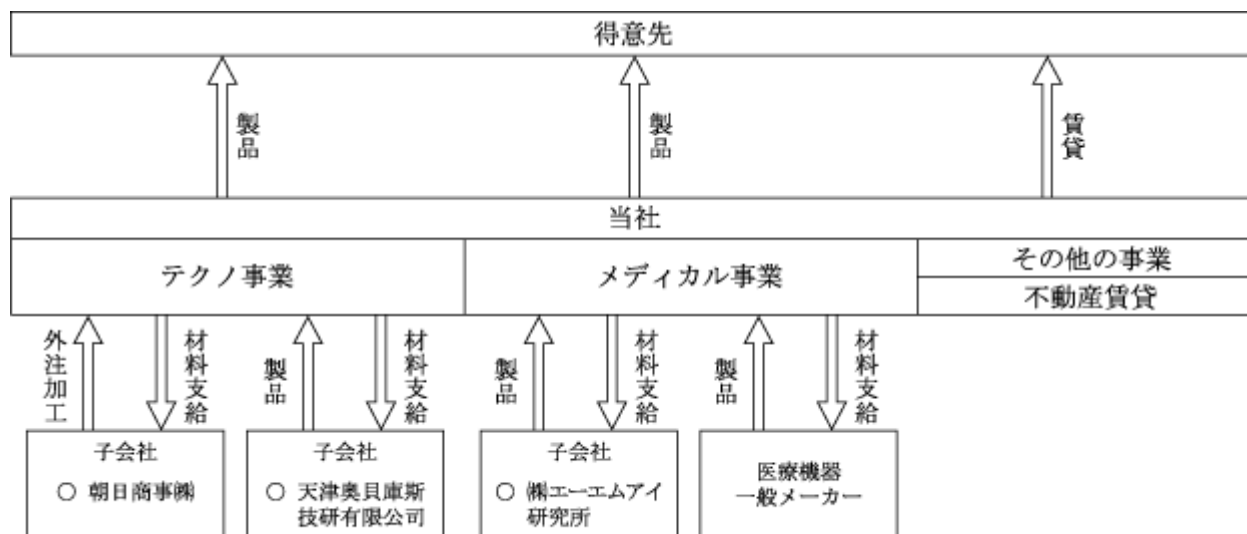 得意先
製品
製品
賃貸
当社
テクノ事業
メディカル事業
その他の事業
不動産賃貸
外注加工
材料支給
製品
材料支給
製品
材料支給
製品
材料支給
子会社
○ 朝日商事㈱
子会社
○ 天津奥貝庫斯
技研有限公司
子会社
○ ㈱エーエムアイ
研究所
医療機器
一般メーカー